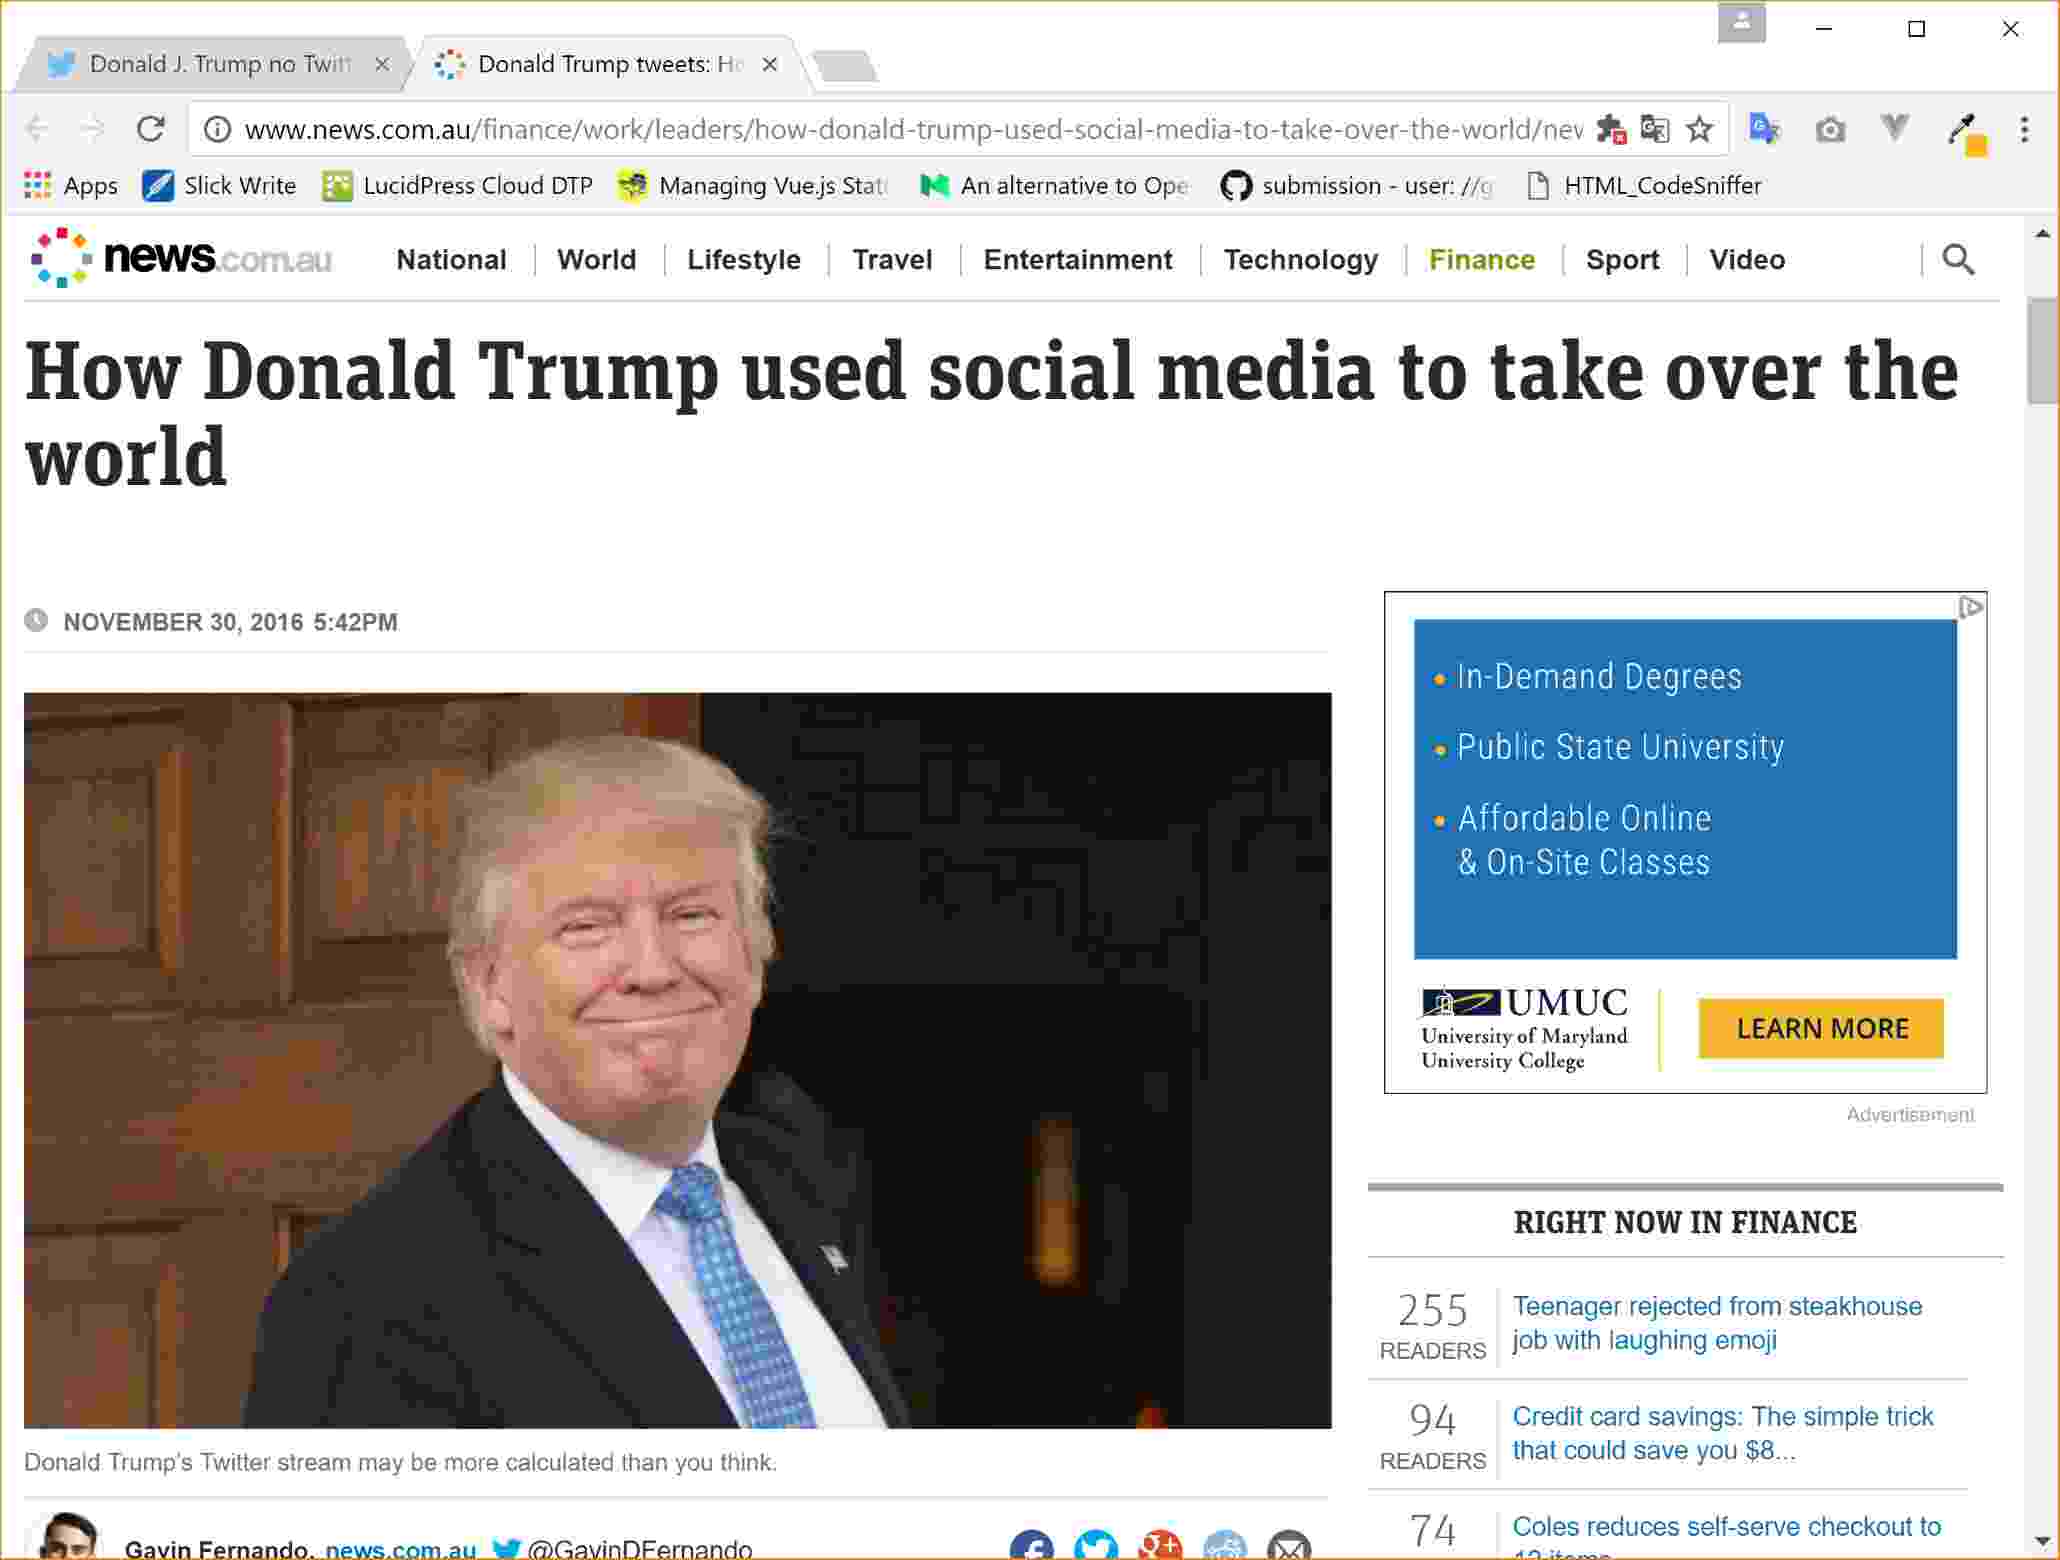 Donald J. Trump no Twitt
Donald Trump tweets: Ho
www.news.com.au/finance/work/leaders/how-donald-trump-used-social-media-to-take-over-the-world/nev
Apps
Slick Write
LucidPress Cloud DTP
Managing Vue.js Stat
An alternative to Ope
submission - user: //g
HTML_CodeSniffer
news.com.au
National
World
Lifestyle
Travel
Entertainment
Technology
Finance
Sport
Video
How Donald Trump used social media to take over the
world
NOVEMBER 30, 2016 5:42PM
In-Demand Degrees
Public State University
Affordable Online
& On-Site Classes
UMUC
University of Maryland
University College
LEARN MORE
Advertisement
Donald Trump's Twitter stream may be more calculated than you think.
Gavin Fernando, news.com.au @GavinDFernando
RIGHT NOW IN FINANCE
255
READERS
Teenager rejected from steakhouse
job with laughing emoji
94
READERS
Credit card savings: The simple trick
that could save you $8...
74
Coles reduces self-serve checkout to
12 items